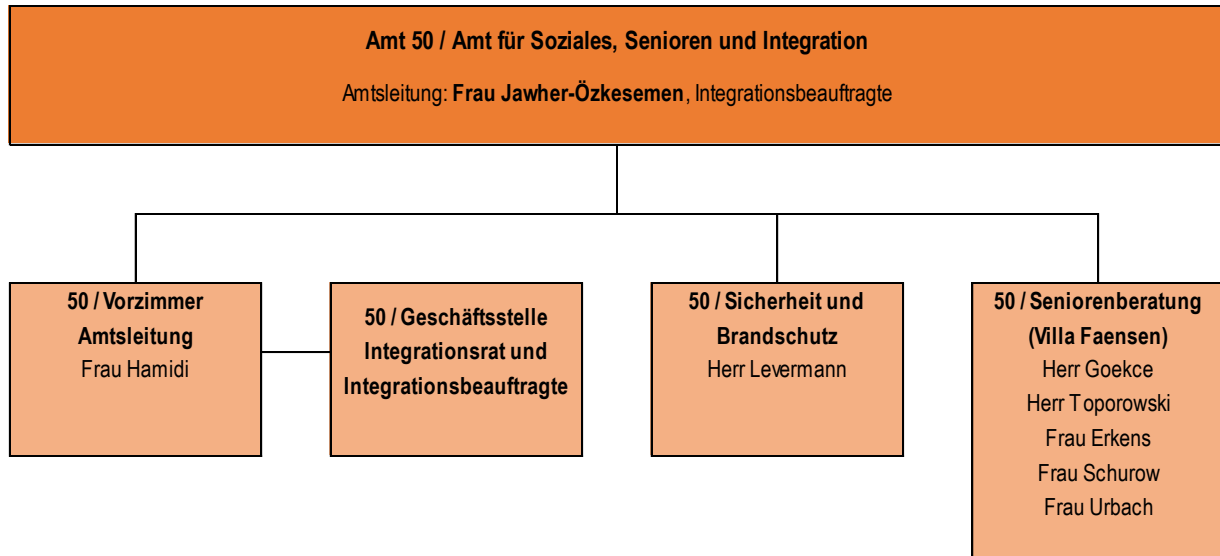 Amt 50 / Amt für Soziales, Senioren und Integration
Amtsleitung: Frau Jawher-Özkesemen, Integrationsbeauftragte
50 / Vorzimmer
Amtsleitung
Frau Hamidi
50 / Geschäftsstelle
Integrationsrat und
Integrationsbeauftragte
50 / Sicherheit und
Brandschutz
Herr Levermann
50 / Seniorenberatung
(Villa Faensen)
Herr Goekce
Herr Toporowski
Frau Erkens
Frau Schurow
Frau Urbach